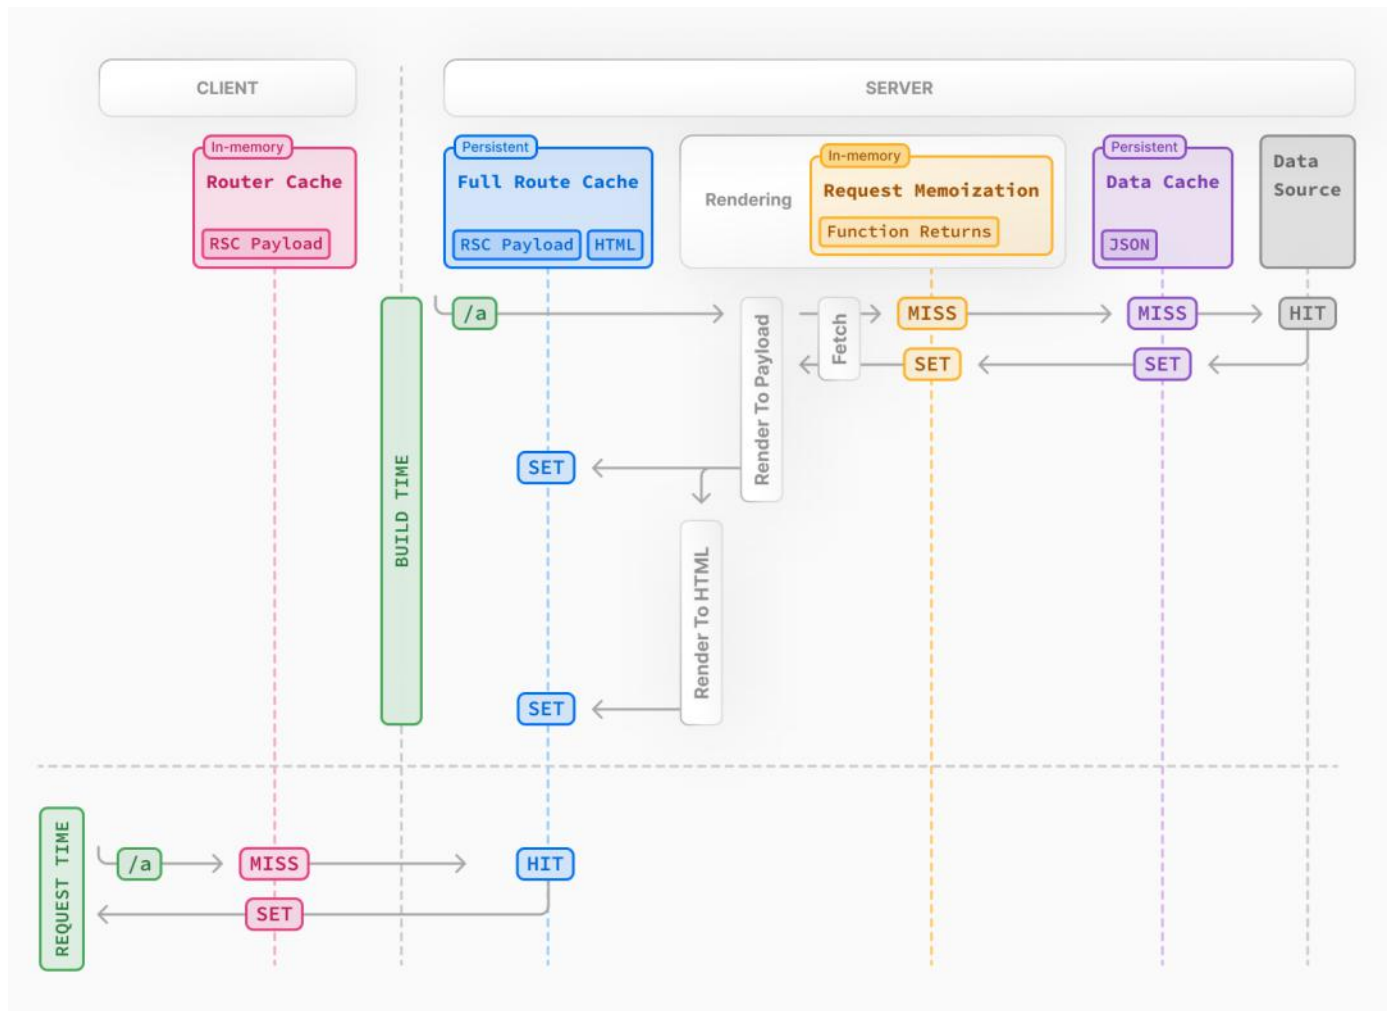 CLIENT
SERVER
In-memory
Router Cache
RSC Payload
Persistent
Full Route Cache
RSC Payload
HTML
Rendering
In-memory
Request Memoization
Function Returns
Persistent
Data Cache
JSON
Data
Source
BUILD TIME
/a
Render To Payload
Fetch
MISS
MISS
HIT
SET
SET
SET
Render To HTML
SET
REQUEST TIME
/a
MISS
HIT
SET